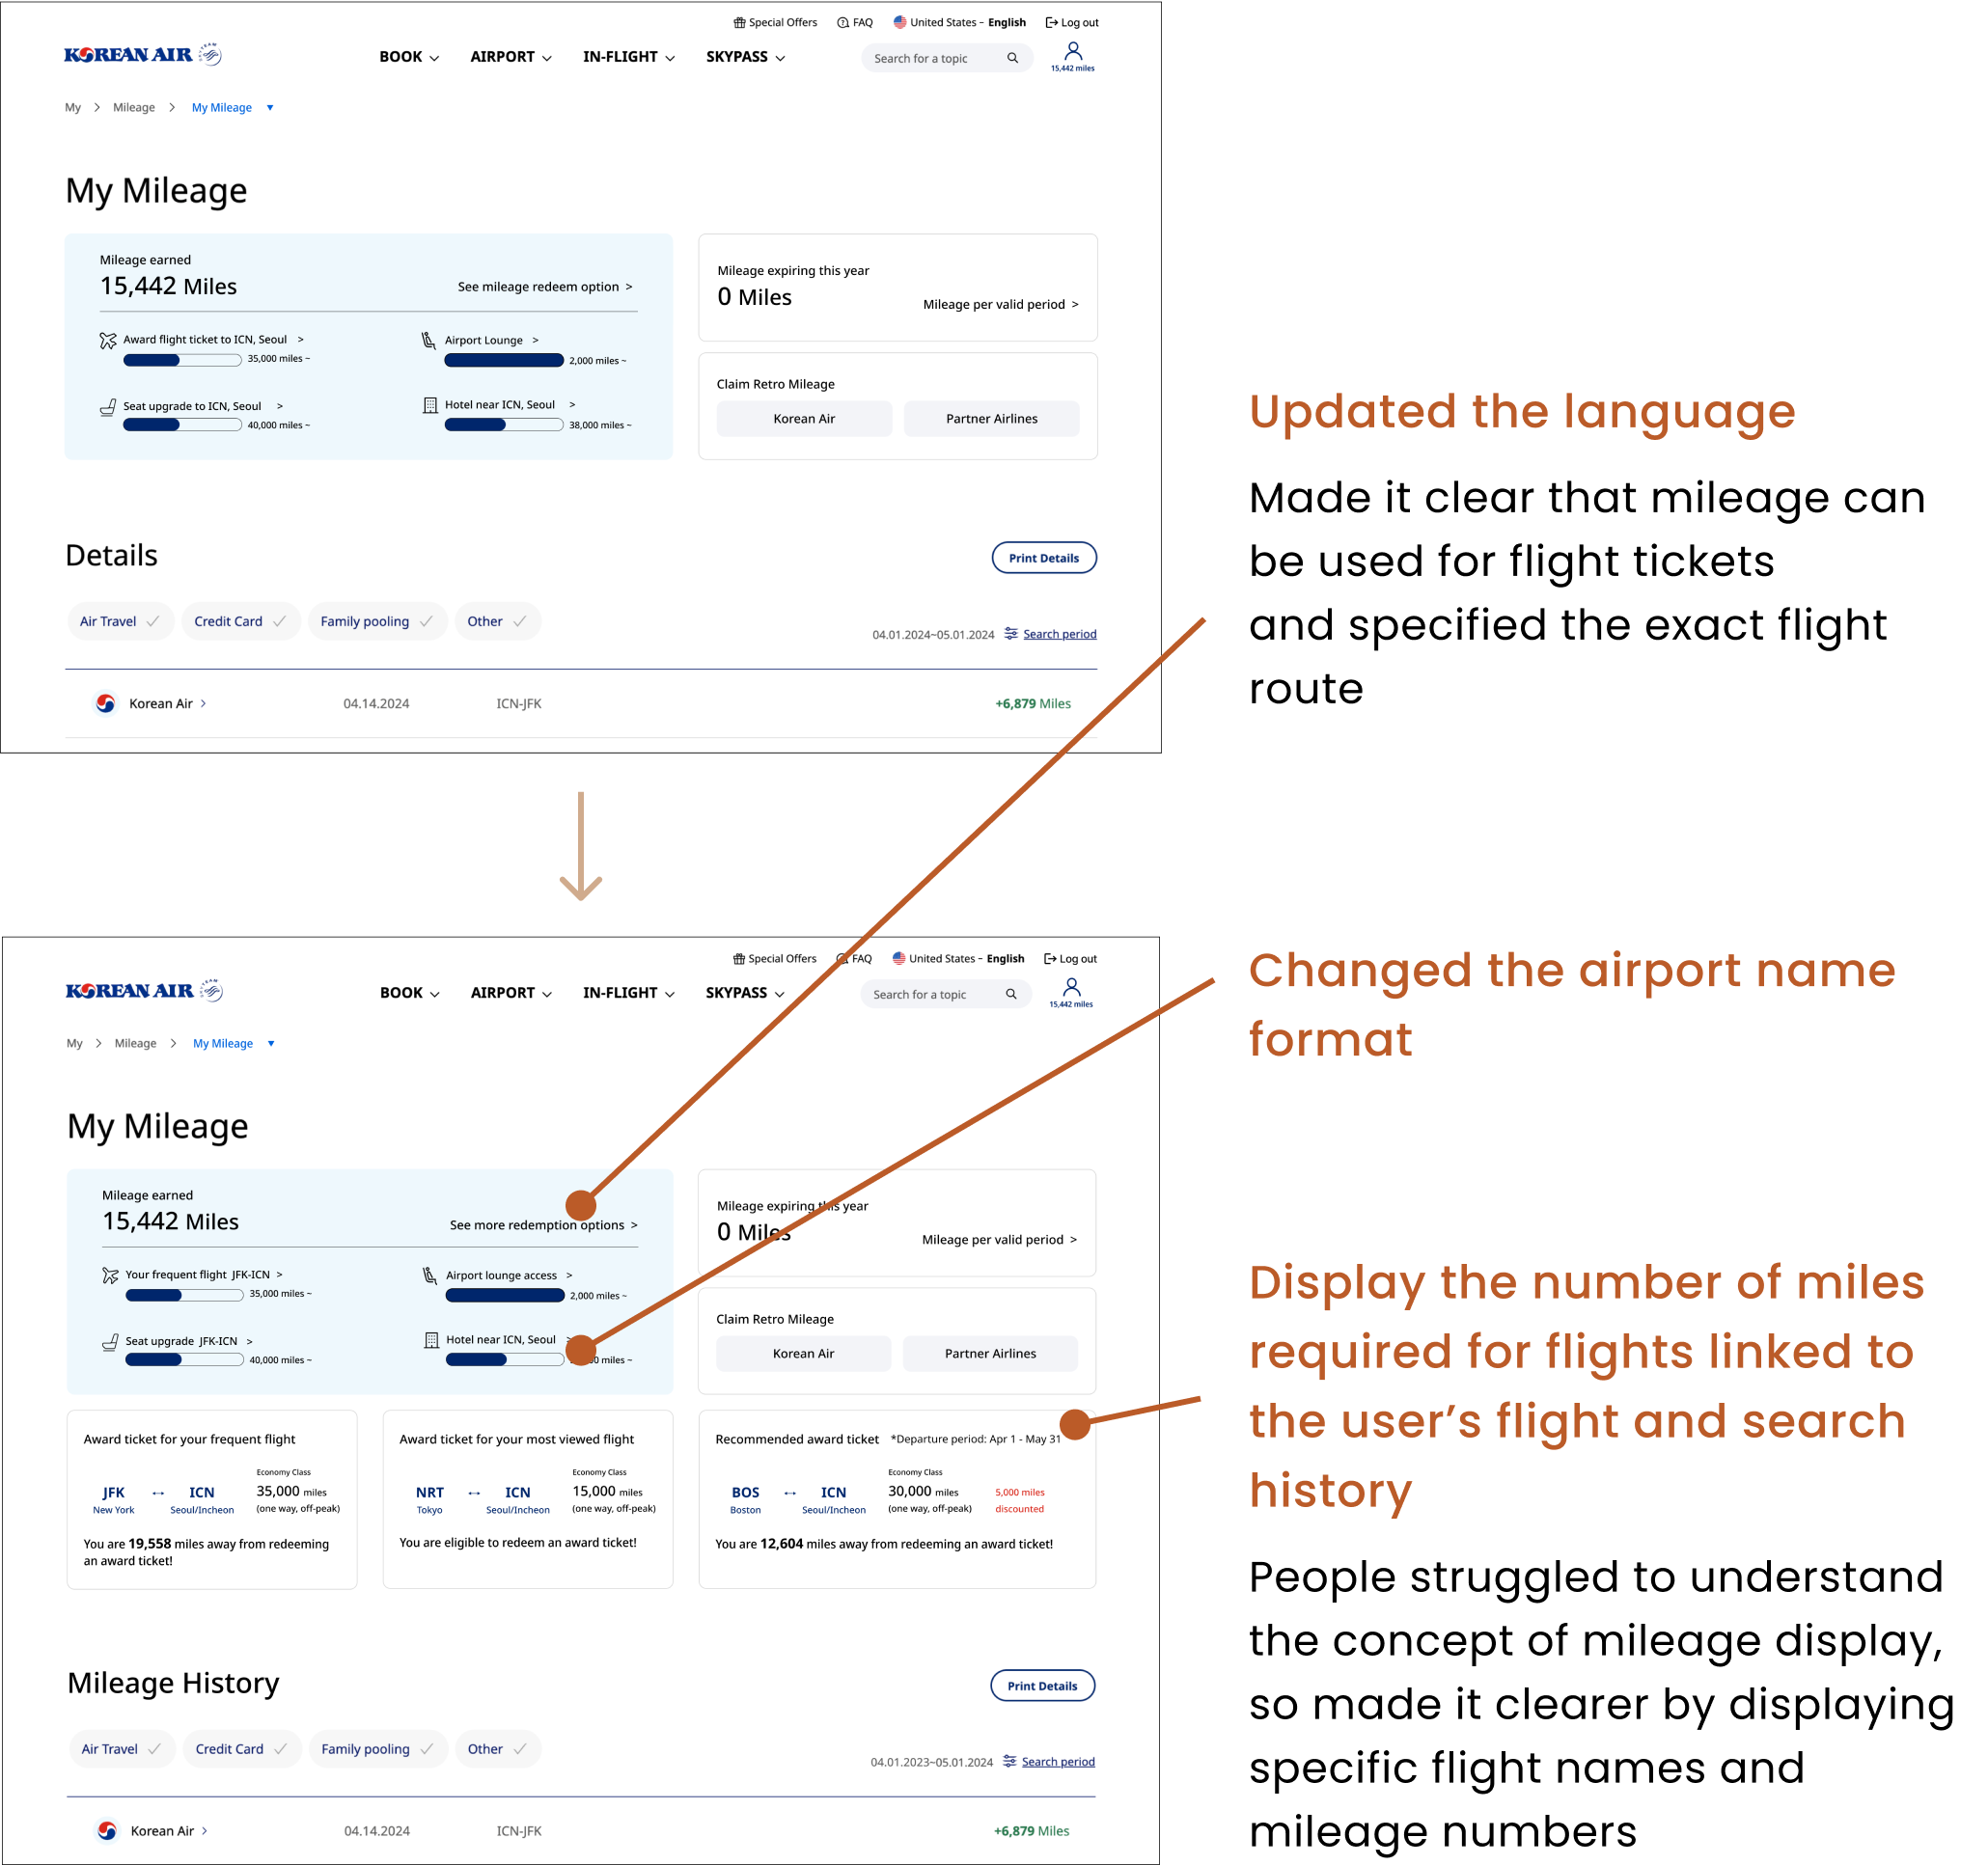 Special Offers FAQ United States - English Log out
KOREAN AIR BOOK AIRPORT IN-FLIGHT SKYPASS Search for a topic 15,442 miles
My > Mileage > My Mileage
My Mileage
Mileage earned
15,442 Miles See mileage redeem option >
Award flight ticket to ICN, Seoul >
35,000 miles ~
Airport Lounge >
2,000 miles ~
Seat upgrade to ICN, Seoul >
40,000 miles ~
Hotel near ICN, Seoul >
38,000 miles ~
Mileage expiring this year
0 Miles Mileage per valid period >
Claim Retro Mileage
Korean Air Partner Airlines
Details Print Details
Air Travel Credit Card Family pooling Other
04.01.2024~05.01.2024 Search period
Korean Air > 04.14.2024 ICN-JFK +6,879 Miles
Updated the language
Made it clear that mileage can
be used for flight tickets
and specified the exact flight
route
Special Offers FAQ United States - English Log out
KOREAN AIR BOOK AIRPORT IN-FLIGHT SKYPASS Search for a topic 15,442 miles
My > Mileage > My Mileage
My Mileage
Mileage earned
15,442 Miles See more redemption options >
Your frequent flight JFK-ICN >
35,000 miles ~
Airport lounge access >
2,000 miles ~
Seat upgrade JFK-ICN >
40,000 miles ~
Hotel near ICN, Seoul >
miles ~
Mileage expiring this year
0 Miles Mileage per valid period >
Claim Retro Mileage
Korean Air Partner Airlines
Award ticket for your frequent flight
Economy Class
JFK ↔ ICN 35,000 miles
New York Seoul/Incheon (one way, off-peak)
You are 19,558 miles away from redeeming
an award ticket!
Award ticket for your most viewed flight
Economy Class
NRT ↔ ICN 15,000 miles
Tokyo Seoul/Incheon (one way, off-peak)
You are eligible to redeem an award ticket!
Recommended award ticket *Departure period: Apr 1 - May 31
Economy Class
BOS ↔ ICN 30,000 miles 5,000 miles
Boston Seoul/Incheon (one way, off-peak) discounted
You are 12,604 miles away from redeeming an award ticket!
Mileage History Print Details
Air Travel Credit Card Family pooling Other
04.01.2023~05.01.2024 Search period
Korean Air > 04.14.2024 ICN-JFK +6,879 Miles
Changed the airport name
format
Display the number of miles
required for flights linked to
the user's flight and search
history
People struggled to understand
the concept of mileage display,
so made it clearer by displaying
specific flight names and
mileage numbers